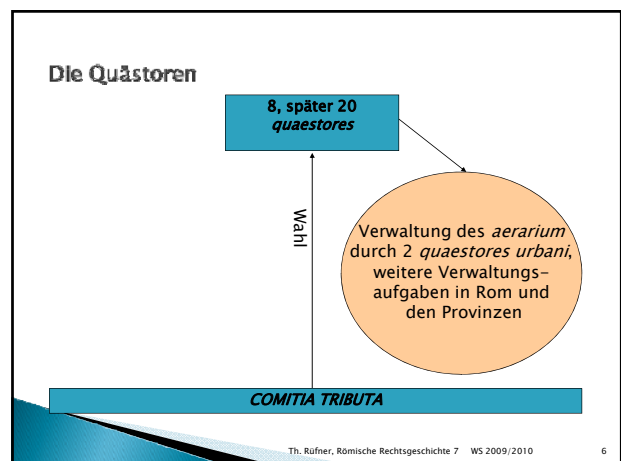 Die Quästoren
8, später 20
quaestores
Wahl
Verwaltung des aerarium
durch 2 quaestores urbani,
weitere Verwaltungs-
aufgaben in Rom und
den Provinzen
COMITIA TRIBUTA
Th. Rüfner, Römische Rechtsgeschichte 7 WS 2009/2010 6